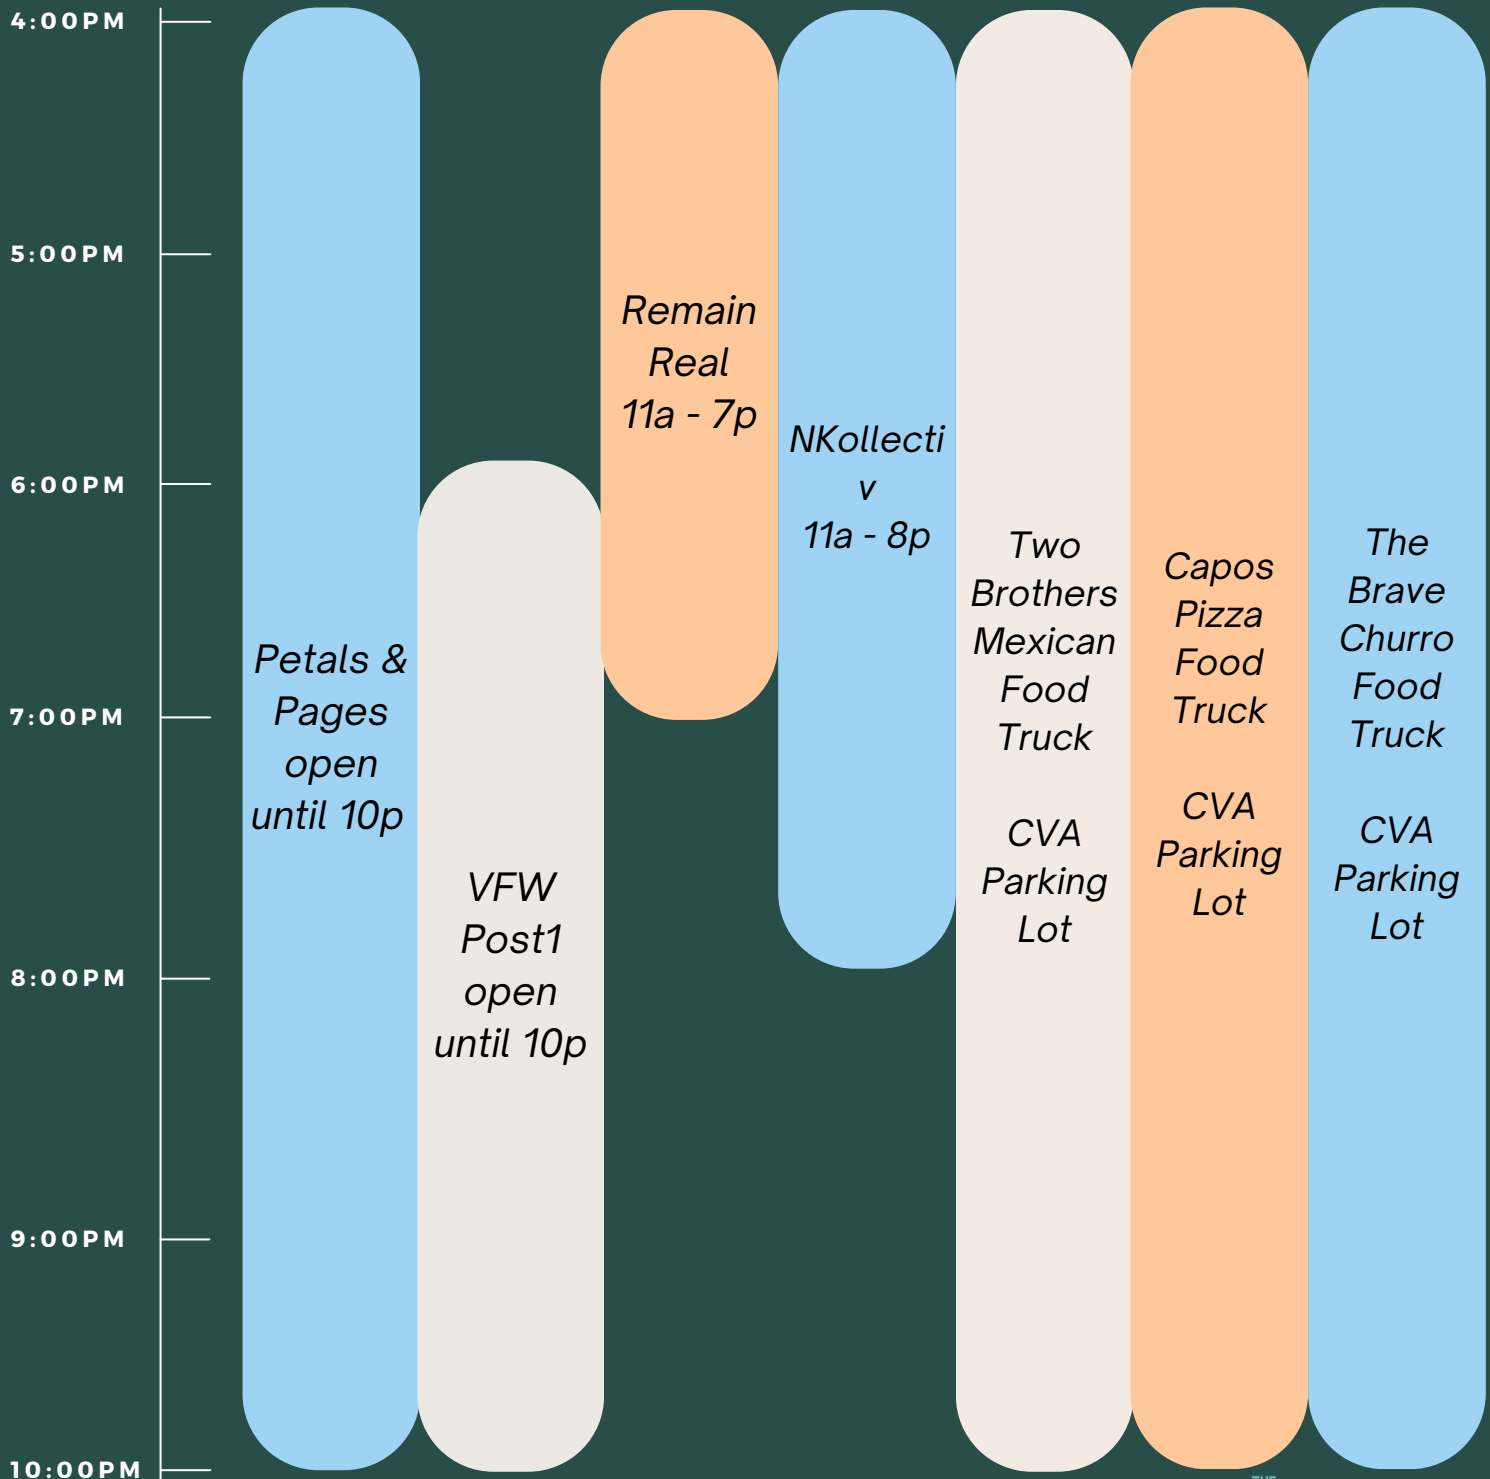 4:00PM
5:00PM
6:00PM
7:00PM
8:00PM
9:00PM
10:00PM
Petals &
Pages
open
until 10p
VFW
Post1
open
until 10p
Remain
Real
11a - 7p
NKollecti
v
11a - 8p
Two
Brothers
Mexican
Food
Truck
CVA
Parking
Lot
Capos
Pizza
Food
Truck
CVA
Parking
Lot
The
Brave
Churro
Food
Truck
CVA
Parking
Lot
THE